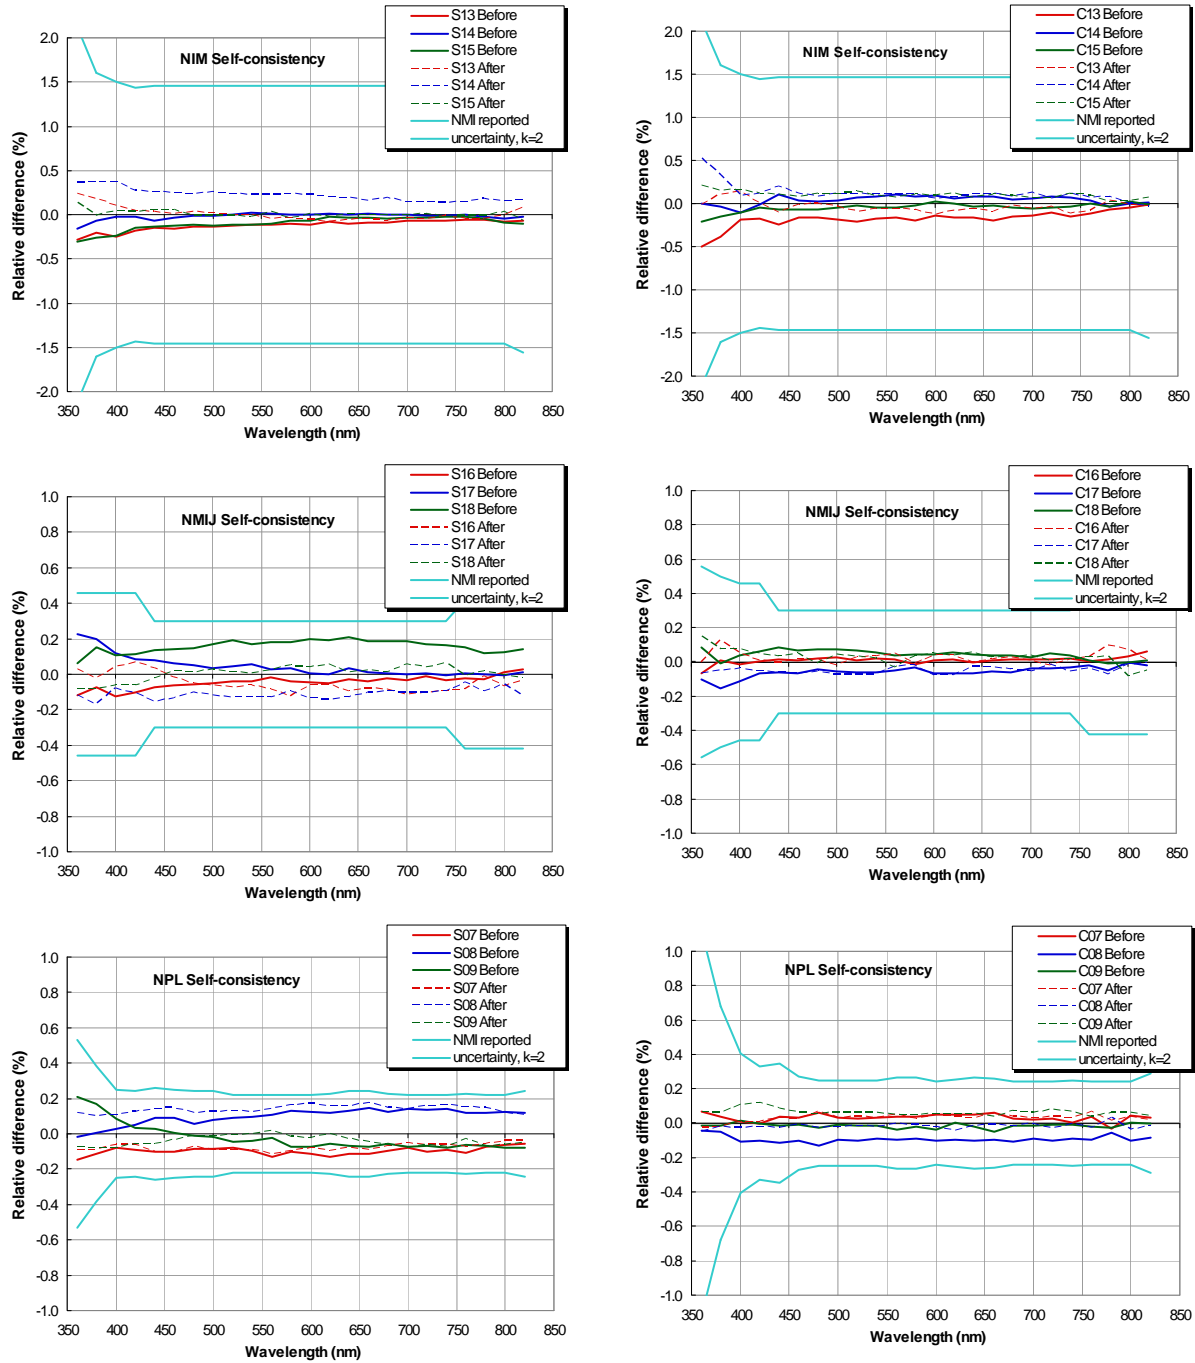 S13 Before
S14 Before
S15 Before
S13 After
S14 After
S15 After
NMI reported
uncertainty, k=2
NIM Self-consistency
2.0
1.5
1.0
0.5
0.0
-0.5
-1.0
-1.5
-2.0
Relative difference (%)
350 400 450 500 550 600 650 700 750 800 850
Wavelength (nm)
C13 Before
C14 Before
C15 Before
C13 After
C14 After
C15 After
NMI reported
uncertainty, k=2
NIM Self-consistency
2.0
1.5
1.0
0.5
0.0
-0.5
-1.0
-1.5
-2.0
Relative difference (%)
350 400 450 500 550 600 650 700 750 800 850
Wavelength (nm)
S16 Before
S17 Before
S18 Before
S16 After
S17 After
S18 After
NMI reported
uncertainty, k=2
NMIJ Self-consistency
1.0
0.8
0.6
0.4
0.2
0.0
-0.2
-0.4
-0.6
-0.8
-1.0
Relative difference (%)
350 400 450 500 550 600 650 700 750 800 850
Wavelength (nm)
C16 Before
C17 Before
C18 Before
C16 After
C17 After
C18 After
NMI reported
uncertainty, k=2
NMIJ Self-consistency
1.0
0.8
0.6
0.4
0.2
0.0
-0.2
-0.4
-0.6
-0.8
-1.0
Relative difference (%)
350 400 450 500 550 600 650 700 750 800 850
Wavelength (nm)
S07 Before
S08 Before
S09 Before
S07 After
S08 After
S09 After
NMI reported
uncertainty, k=2
NPL Self-consistency
1.0
0.8
0.6
0.4
0.2
0.0
-0.2
-0.4
-0.6
-0.8
-1.0
Relative difference (%)
350 400 450 500 550 600 650 700 750 800 850
Wavelength (nm)
C07 Before
C08 Before
C09 Before
C07 After
C08 After
C09 After
NMI reported
uncertainty, k=2
NPL Self-consistency
1.0
0.8
0.6
0.4
0.2
0.0
-0.2
-0.4
-0.6
-0.8
-1.0
Relative difference (%)
350 400 450 500 550 600 650 700 750 800 850
Wavelength (nm)